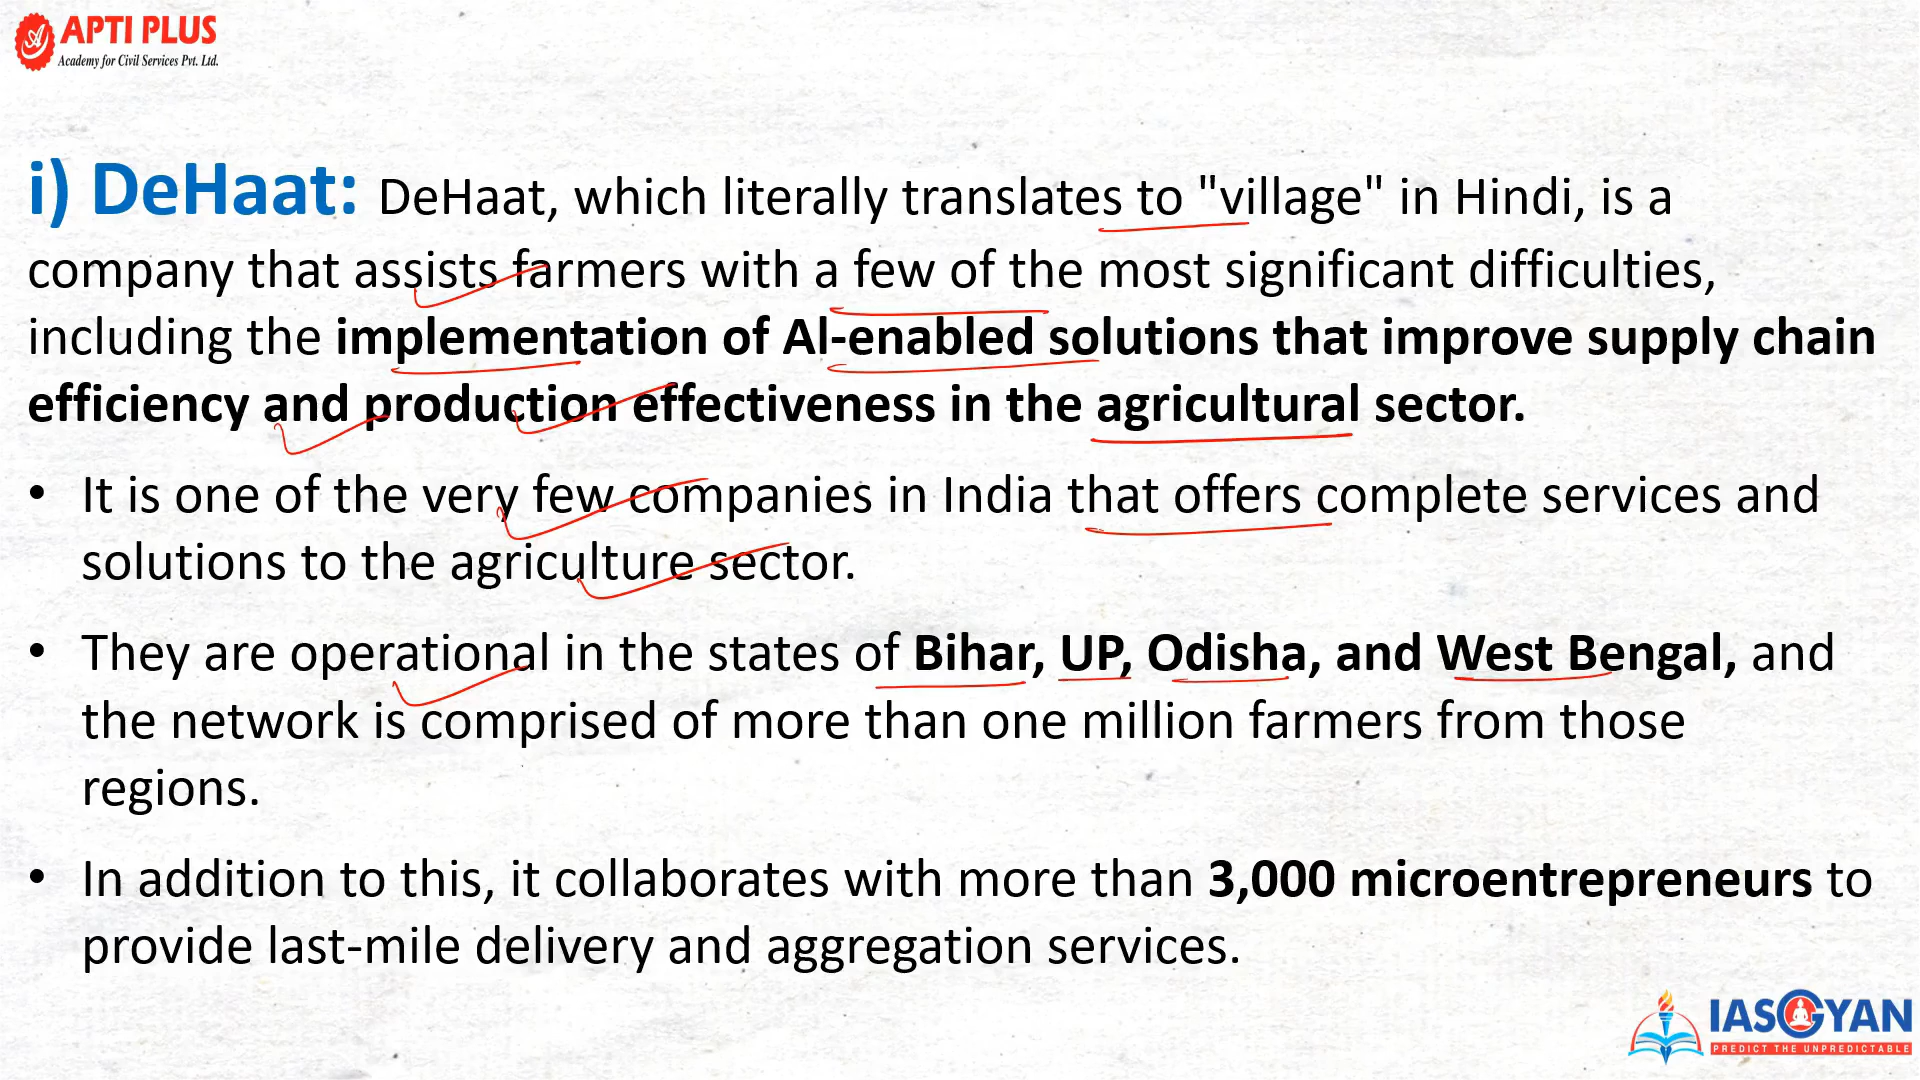 APTI PLUS
Academy for Civil Services Pvt. Ltd.
i) DeHaat: DeHaat, which literally translates to "village" in Hindi, is a
company that assists farmers with a few of the most significant difficulties,
including the implementation of Al-enabled solutions that improve supply chain
efficiency and production effectiveness in the agricultural sector.
• It is one of the very few companies in India that offers complete services and
solutions to the agriculture sector.
• They are operational in the states of Bihar, UP, Odisha, and West Bengal, and
the network is comprised of more than one million farmers from those
regions.
• In addition to this, it collaborates with more than 3,000 microentrepreneurs to
provide last-mile delivery and aggregation services.
IASGYAN
PREDICT THE UNPREDICTABLE